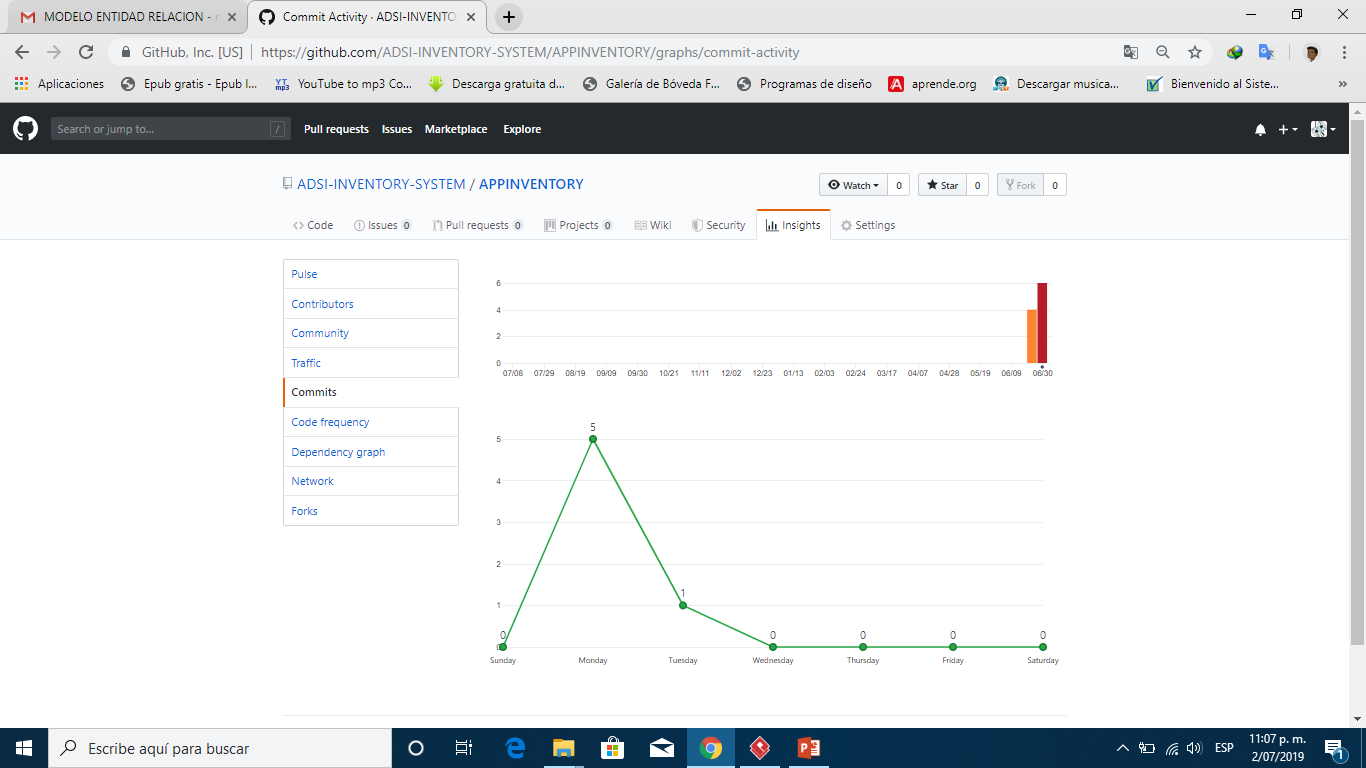 MODELO ENTIDAD RELACION -
Commit Activity · ADSI-INVENTO
GitHub, Inc. [US]
https://github.com/ADSI-INVENTORY-SYSTEM/APPINVENTORY/graphs/commit-activity
Aplicaciones
Epub gratis - Epub l...
YT mp3
YouTube to mp3 Co...
Descarga gratuita d...
Galería de Bóveda F...
Programas de diseño
aprende.org
Descargar musica...
Bienvenido al Siste...
»
Search or jump to...
/
Pull requests
Issues
Marketplace
Explore
ADSI-INVENTORY-SYSTEM / APPINVENTORY
Watch 0
Star 0
Fork 0
Code
Issues 0
Pull requests 0
Projects 0
Wiki
Security
Insights
Settings
Pulse
Contributors
Community
Traffic
Commits
Code frequency
Dependency graph
Network
Forks
6
4
2
0
07/08 07/29 08/19 09/09 09/30 10/21 11/11 12/02 12/23 01/13 02/03 02/24 03/17 04/07 04/28 05/19 06/09 06/30
5
4
3
2
1
0
0 5 1 0 0 0 0
Sunday Monday Tuesday Wednesday Thursday Friday Saturday
Escribe aquí para buscar
ESP
11:07 p. m.
2/07/2019
1